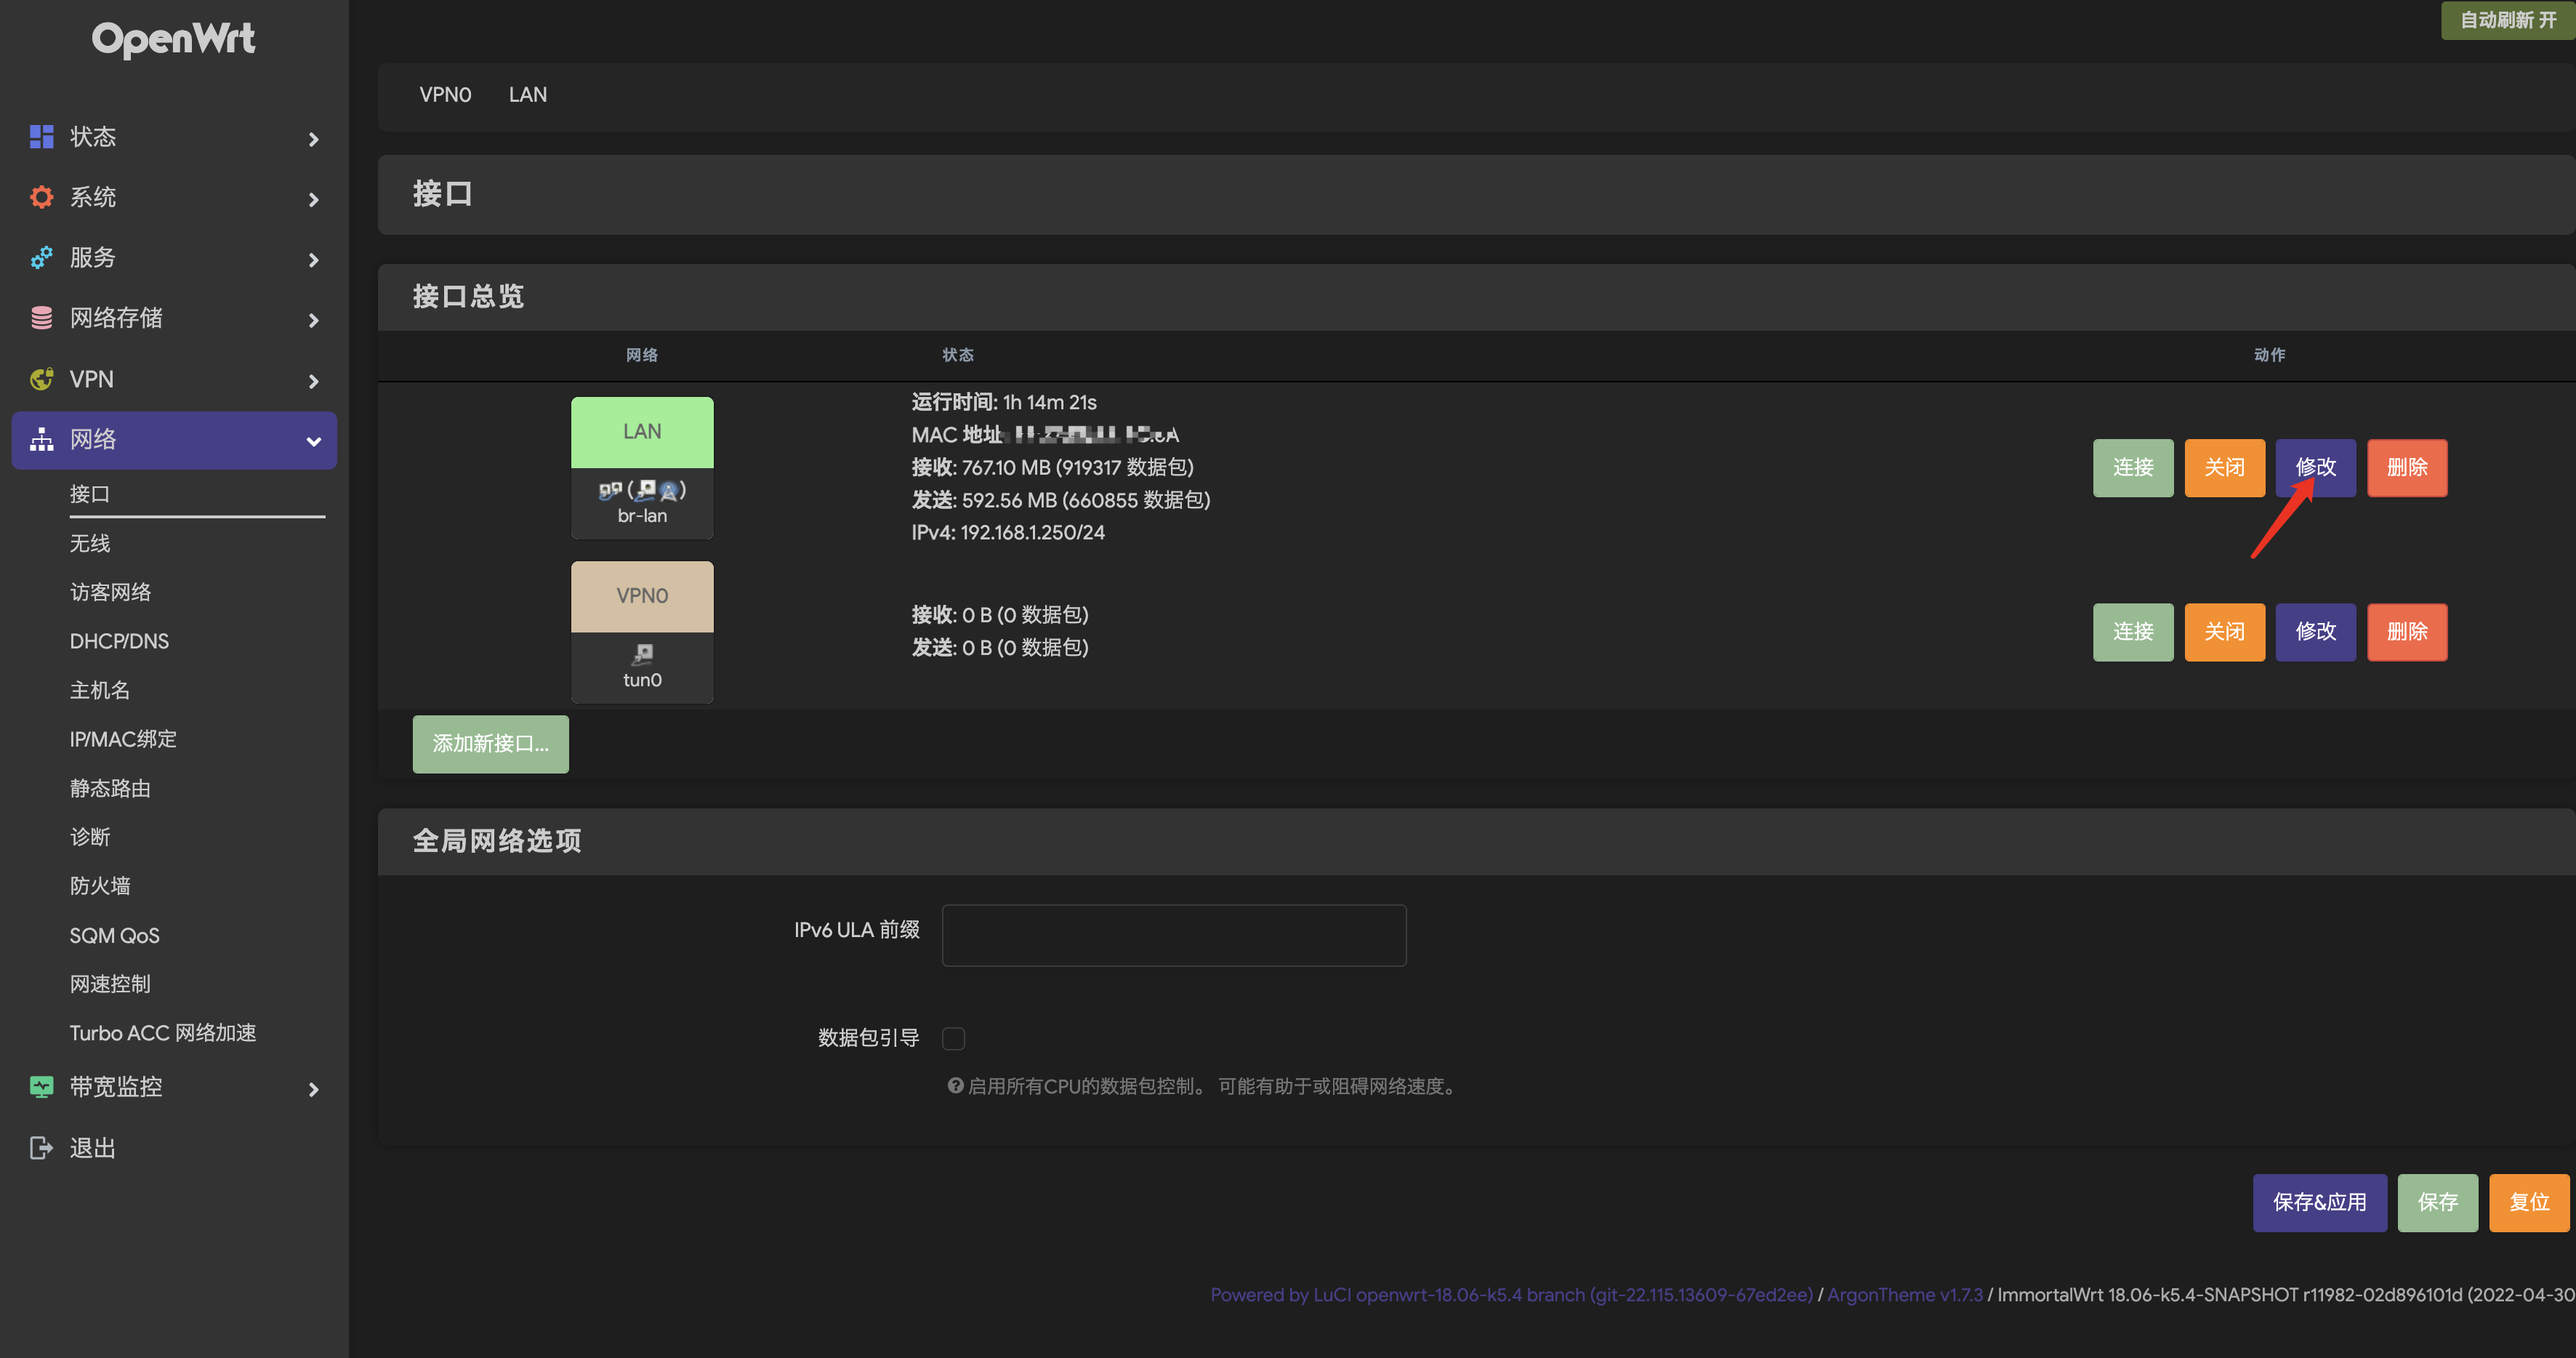 OpenWrt
自动刷新 开
VPN0 LAN
状态
系统
服务
网络存储
VPN
网络
接口
无线
访客网络
DHCP/DNS
主机名
IP/MAC绑定
静态路由
诊断
防火墙
SQM QoS
网速控制
Turbo ACC 网络加速
带宽监控
退出
接口
接口总览
网络 状态 动作
LAN
br-lan
运行时间: 1h 14m 21s
MAC 地址
接收: 767.10 MB (919317 数据包)
发送: 592.56 MB (660855 数据包)
IPv4: 192.168.1.250/24
连接 关闭 修改 删除
VPN0
tun0
接收: 0 B (0 数据包)
发送: 0 B (0 数据包)
连接 关闭 修改 删除
添加新接口...
全局网络选项
IPv6 ULA 前缀
数据包引导
启用所有CPU的数据包控制。 可能有助于或阻碍网络速度。
保存&应用 保存 复位
Powered by LuCI openwrt-18.06-k5.4 branch (git-22.115.13609-67ed2ee) / ArgonTheme v1.7.3 / ImmortalWrt 18.06-k5.4-SNAPSHOT r11982-02d896101d (2022-04-30